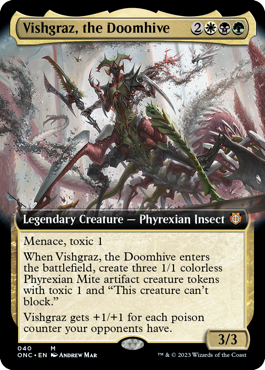 Vishgraz, the Doomhive 2
Legendary Creature — Phyrexian Insect
Menace, toxic 1
When Vishgraz, the Doomhive enters
the battlefield, create three 1/1 colorless
Phyrexian Mite artifact creature tokens
with toxic 1 and “This creature can't
block.”
Vishgraz gets +1/+1 for each poison
counter your opponents have.
3/3
040 M
ONC • EN ANDREW MAR ™ & © 2023 Wizards of the Coast